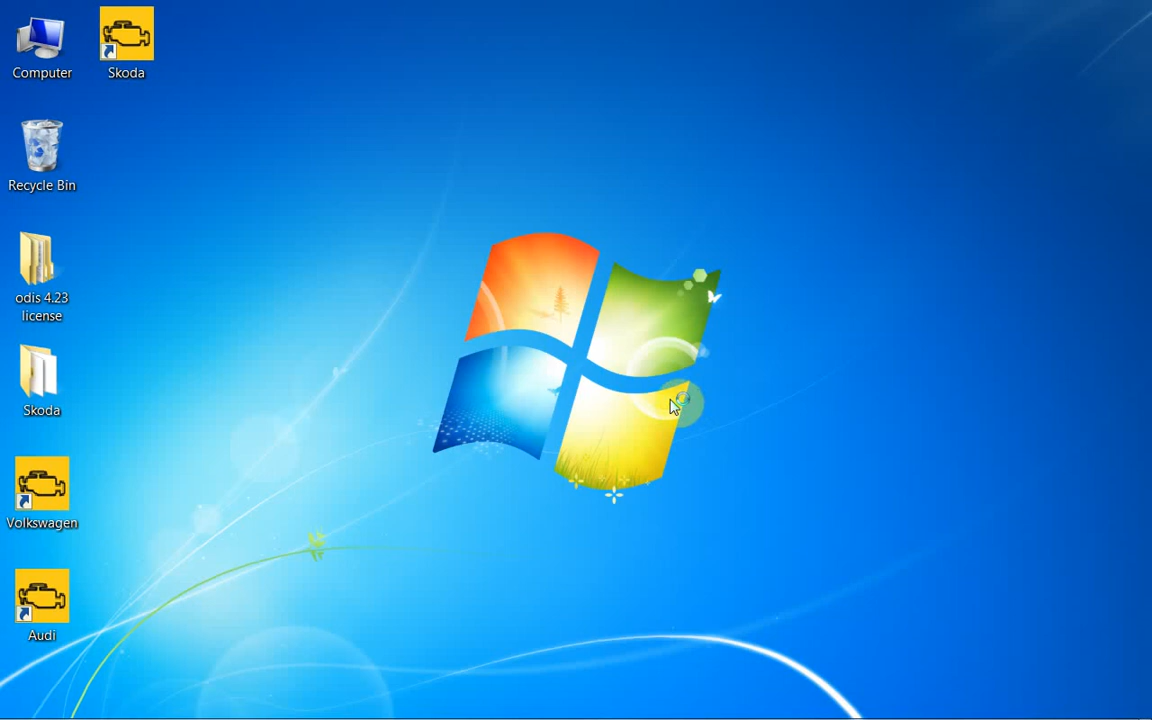 Computer
Skoda
Recycle Bin
odis 4.23
license
Skoda
Volkswagen
Audi